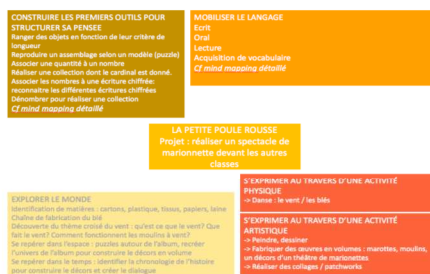 CONSTRUIRE LES PREMIERS OUTILS POUR
STRUCTURER SA PENSEE
Ranger des objets en fonction de leur critère de
longueur
Reproduire un assemblage selon un modèle (puzzle)
Associer une quantité à un nombre
Réaliser une collection dont le cardinal est donné.
Associer les nombres à une écriture chiffrée:
reconnaitre les différentes écritures chiffrées
Dénombrer pour réaliser une collection
Cf mind mapping détaillé
MOBILISER LE LANGAGE
Ecrit
Oral
Lecture
Acquisition de vocabulaire
Cf mind mapping détaillé
LA PETITE POULE ROUSSE
Projet : réaliser un spectacle de
marionnette devant les autres
classes
EXPLORER LE MONDE
Identification de matières : cartons, plastique, tissus, papiers, laine
Chaîne de fabrication du blé
Découverte du thème croisé du vent : qu'est ce que le vent? Que
fait le vent? Comment fonctionnent les moulins à vent?
Se repérer dans l'espace : puzzles autour de l'album, recréer
l'univers de l'album pour construire le décors en volume
Se repérer dans le temps : identifier la chronologie de l'histoire
pour construire le décors et créer le dialogue
S'EXPRIMER AU TRAVERS D'UNE ACTIVITÉ
PHYSIQUE
-> Danse : le vent / les blés
S'EXPRIMER AU TRAVERS D'UNE ACTIVITÉ
ARTISTIQUE
-> Peindre, dessiner
-> Fabriquer des œuvres en volumes : marottes, moulins,
un décors d'un théâtre de marionnettes
-> Réaliser des collages / patchworks